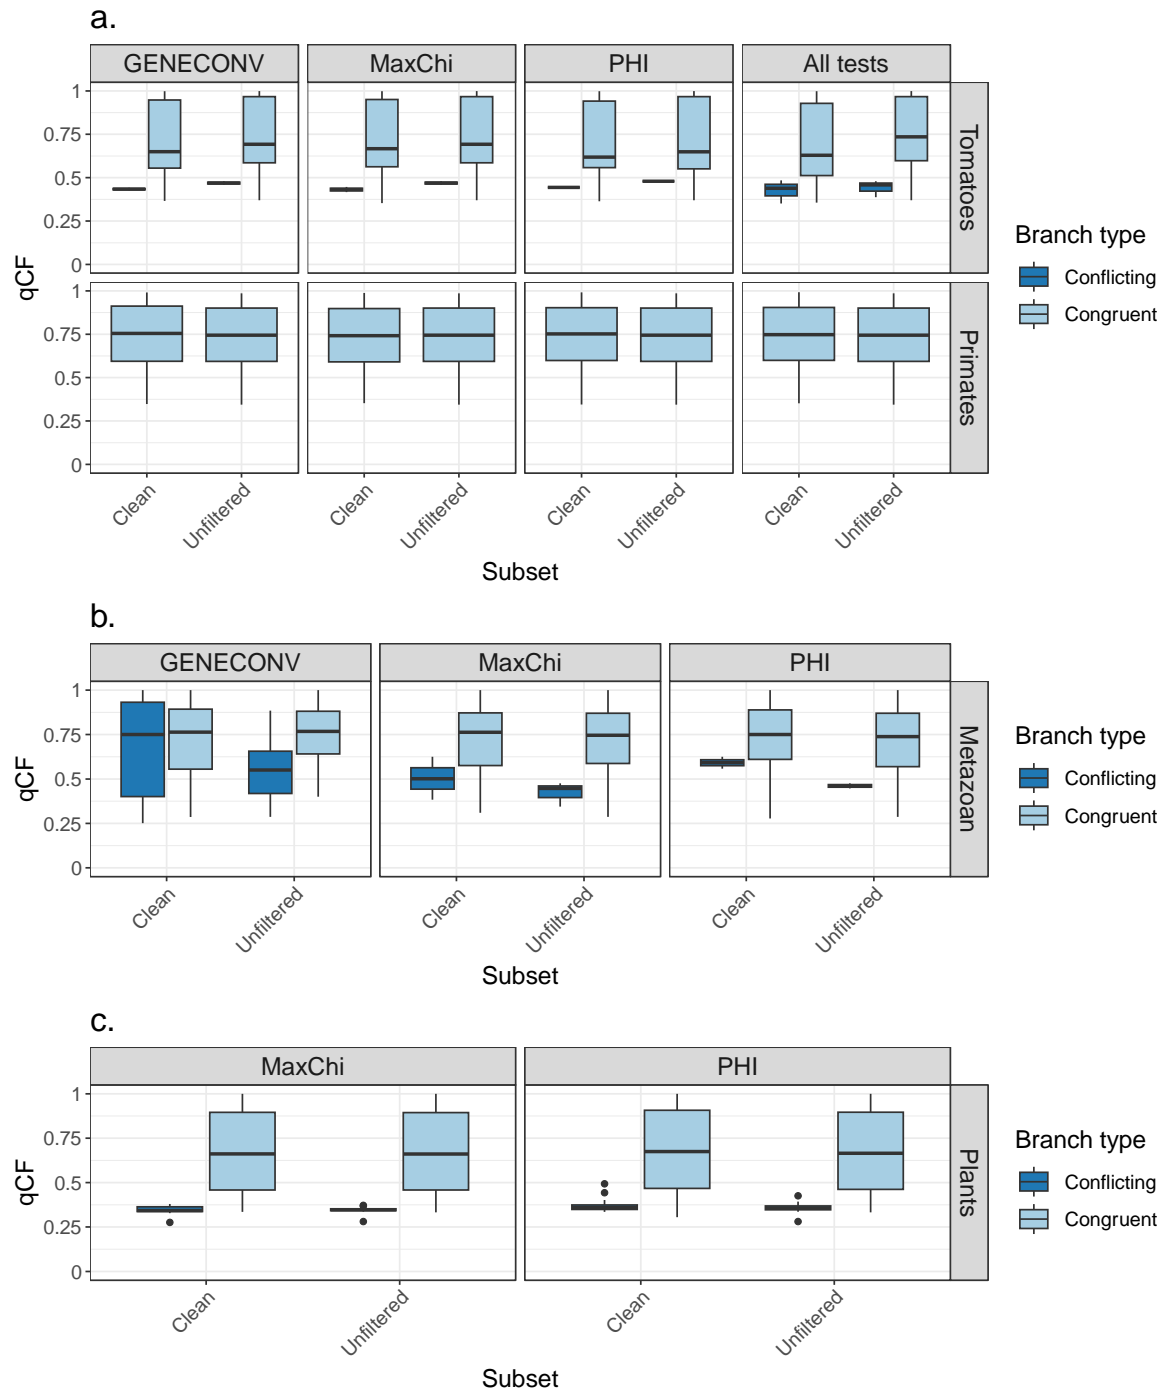 a.
GENECONV MaxChi PHI All tests
1
0.75
0.5
0.25
0
Tomatoes
1
0.75
0.5
0.25
0
Primates
qCF
Clean Unfiltered Clean Unfiltered Clean Unfiltered Clean Unfiltered
Subset
Branch type
Conflicting
Congruent
b.
GENECONV MaxChi PHI
1
0.75
0.5
0.25
0
Metazoan
qCF
Clean Unfiltered Clean Unfiltered Clean Unfiltered
Subset
Branch type
Conflicting
Congruent
c.
MaxChi PHI
1
0.75
0.5
0.25
0
Plants
qCF
Clean Unfiltered Clean Unfiltered
Subset
Branch type
Conflicting
Congruent